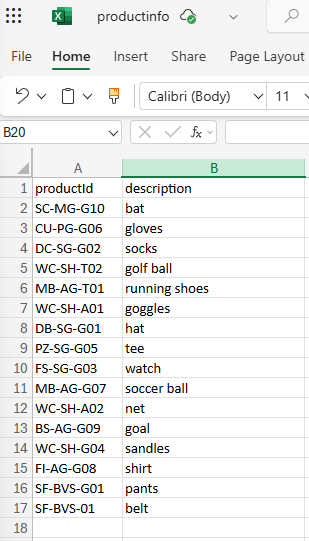 productinfo
File Home Insert Share Page Layout
Calibri (Body) 11
B20 fx
A B
1 productId description
2 SC-MG-G10 bat
3 CU-PG-G06 gloves
4 DC-SG-G02 socks
5 WC-SH-T02 golf ball
6 MB-AG-T01 running shoes
7 WC-SH-A01 goggles
8 DB-SG-G01 hat
9 PZ-SG-G05 tee
10 FS-SG-G03 watch
11 MB-AG-G07 soccer ball
12 WC-SH-A02 net
13 BS-AG-G09 goal
14 WC-SH-G04 sandles
15 FI-AG-G08 shirt
16 SF-BVS-G01 pants
17 SF-BVS-01 belt
18